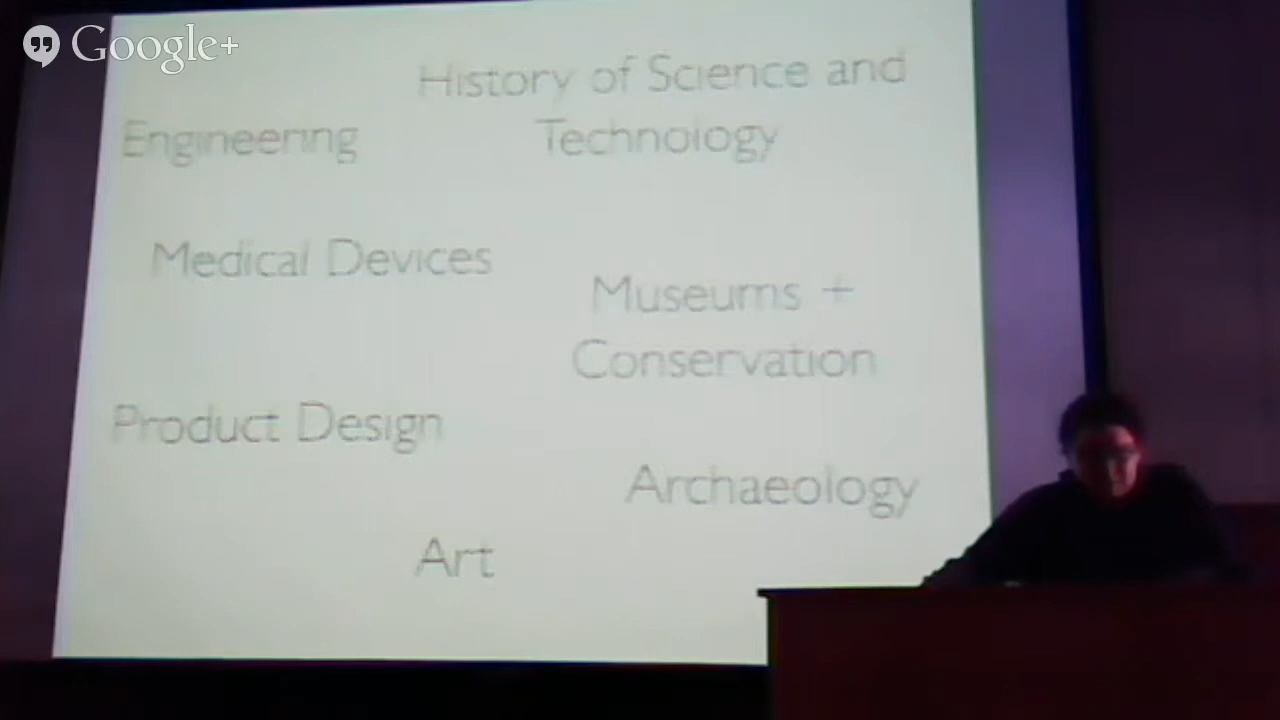 Google+
History of Science and
Technology
Engineering
Medical Devices
Museums +
Conservation
Product Design
Archaeology
Art